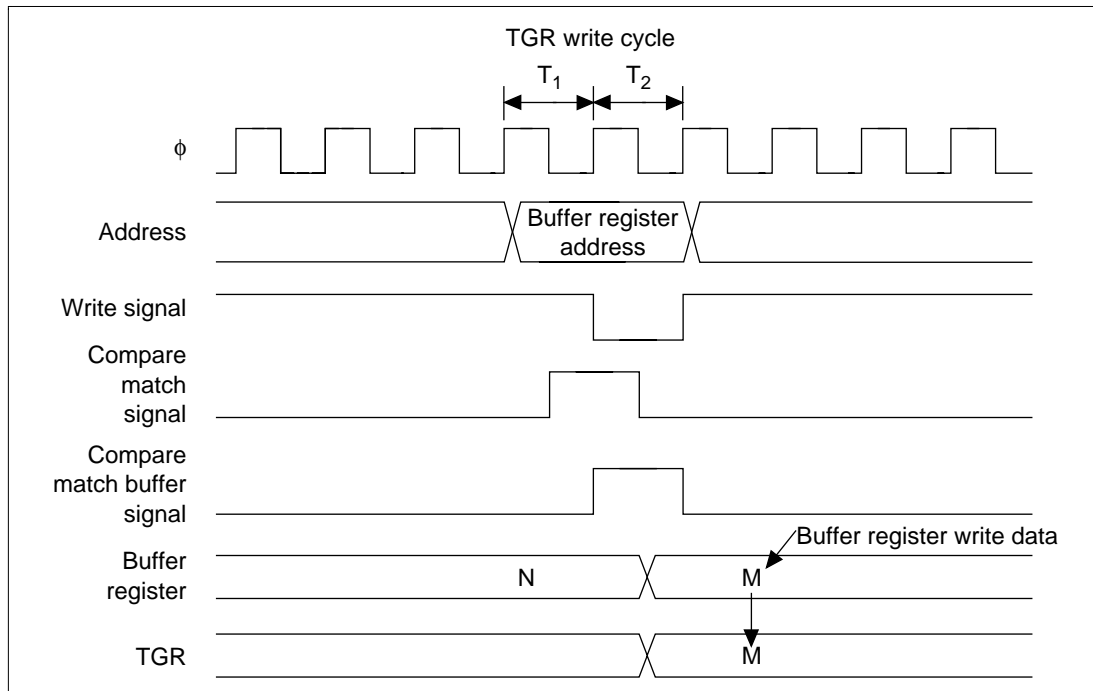 TGR write cycle
T1 T2
ϕ
Address
Buffer register
address
Write signal
Compare
match
signal
Compare
match buffer
signal
Buffer register write data
Buffer
register
N M
TGR
M